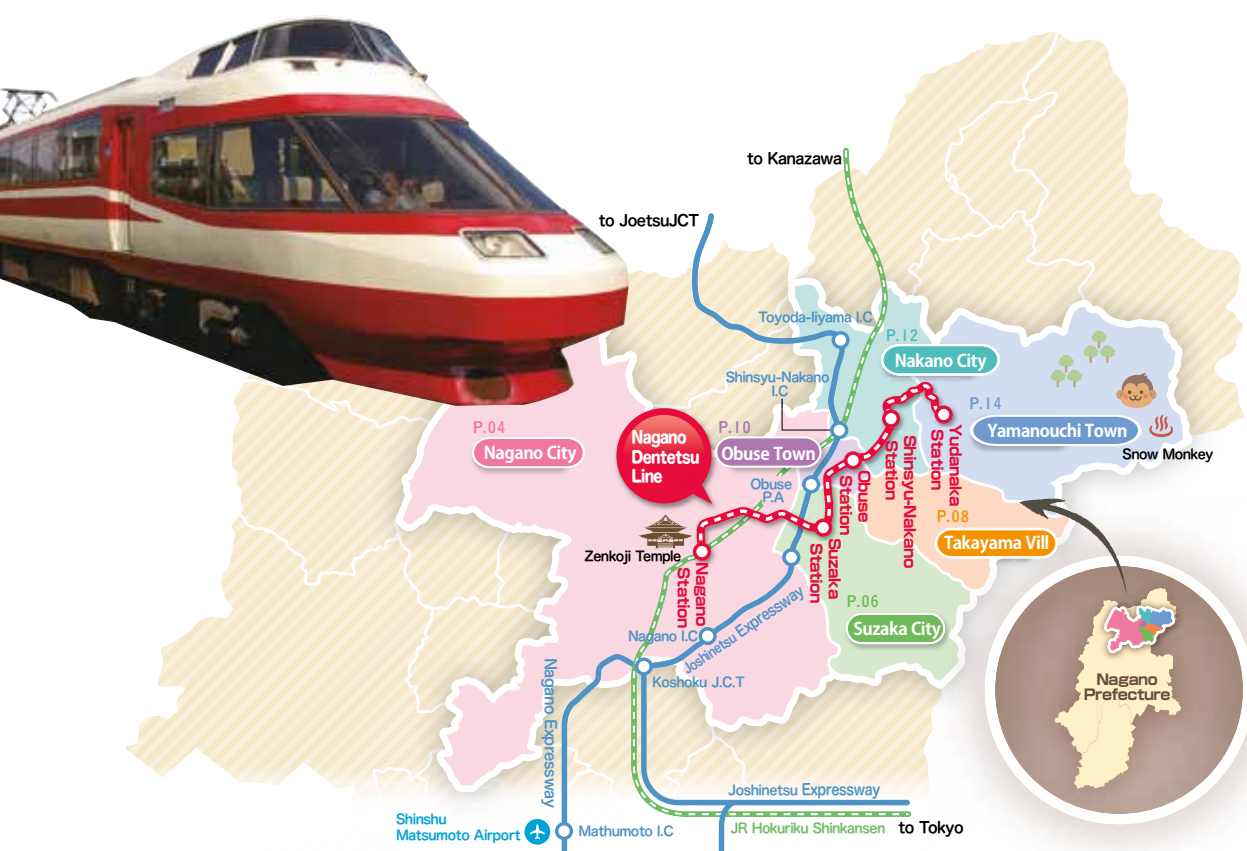 to Kanazawa
to JoetsuJCT
Toyoda-Iiyama I.C
P.12
Nakano City
Shinsyu-Nakano
I.C
P.04
Nagano City
Nagano
Dentetsu
Line
P.10
Obuse Town
P.14
Yamanouchi Town
Snow Monkey
Yudanaka
Station
Shinsyu-Nakano
Station
Obuse
Station
Obuse
P.A
P.08
Takayama Vill
Zenkoji Temple
Suzaka
Station
Nagano
Station
P.06
Suzaka City
Nagano I.C
Joshinetsu Expressway
Koshoku J.C.T
Nagano Expressway
Nagano
Prefecture
Joshinetsu Expressway
Shinshu
Matsumoto Airport
Mathumoto I.C
JR Hokuriku Shinkansen
to Tokyo